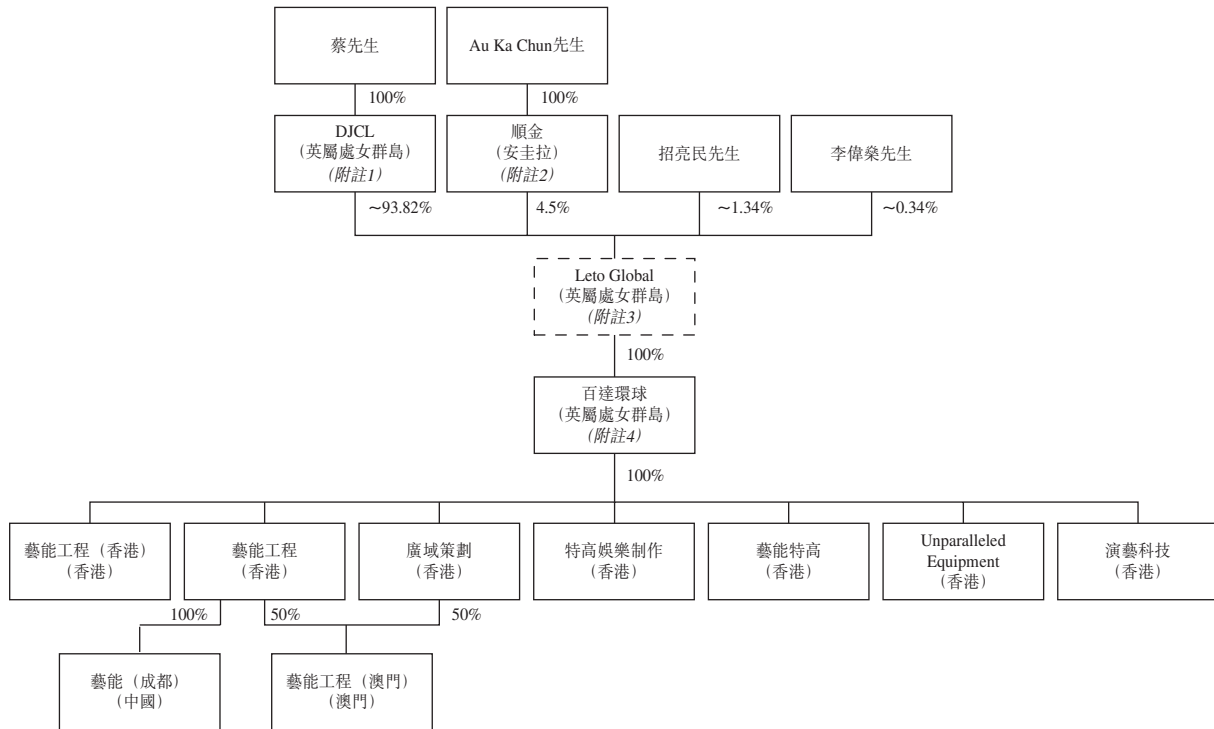 蔡先生
Au Ka Chun先生
100%
100%
DJCL
（英屬處女群島）
（附註1）
順金
（安圭拉）
（附註2）
招亮民先生
李偉燊先生
～93.82%
4.5%
～1.34%
～0.34%
Leto Global
（英屬處女群島）
（附註3）
100%
百達環球
（英屬處女群島）
（附註4）
100%
藝能工程（香港）
（香港）
藝能工程
（香港）
廣域策劃
（香港）
特高娛樂制作
（香港）
藝能特高
（香港）
Unparalleled
Equipment
（香港）
演藝科技
（香港）
100%
50%
50%
藝能（成都）
（中國）
藝能工程（澳門）
（澳門）